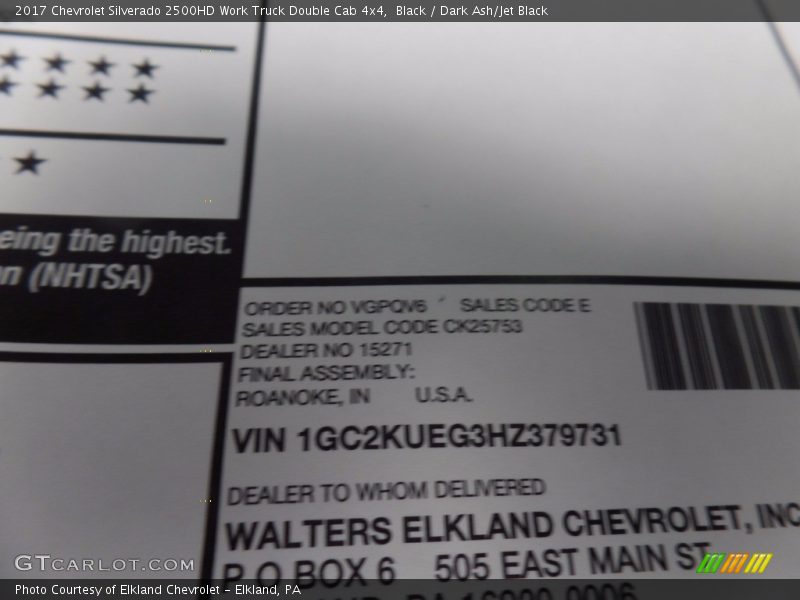 2017 Chevrolet Silverado 2500HD Work Truck Double Cab 4x4, Black / Dark Ash/Jet Black
eing the highest.
n (NHTSA)
ORDER NO VGPQV6 SALES CODE E
SALES MODEL CODE CK25753
DEALER NO 15271
FINAL ASSEMBLY:
ROANOKE, IN U.S.A.
VIN 1GC2KUEG3HZ379731
DEALER TO WHOM DELIVERED
WALTERS ELKLAND CHEVROLET, INC
P O BOX 6 505 EAST MAIN ST
GTCARLOT.COM
Photo Courtesy of Elkland Chevrolet - Elkland, PA